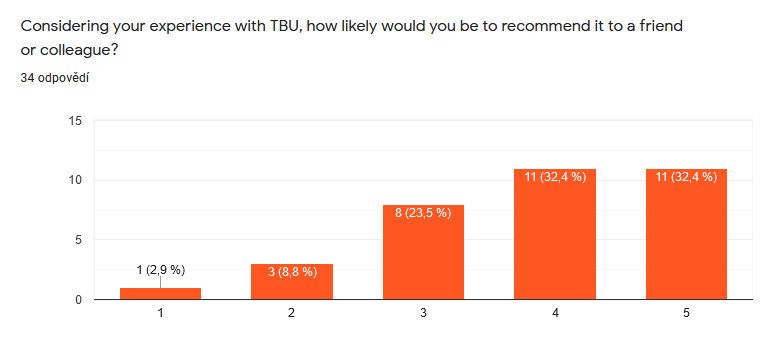 Considering your experience with TBU, how likely would you be to recommend it to a friend
or colleague?
34 odpovědí
15
10
5
0
1 (2,9 %)
3 (8,8 %)
8 (23,5 %)
11 (32,4 %)
11 (32,4 %)
1
2
3
4
5